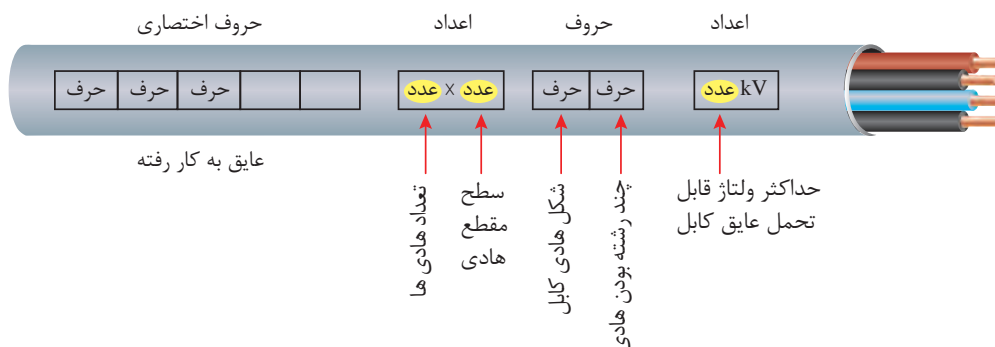 حروف اختصاری
اعداد
حروف
اعداد
حرف حرف حرف
عدد × عدد
حرف حرف
عدد kV
عایق به کار رفته
تعداد هادی ها
سطح
مقطع
هادی
شکل هادی کابل
چند رشته بودن هادی
حداکثر ولتاژ قابل
تحمل عایق کابل